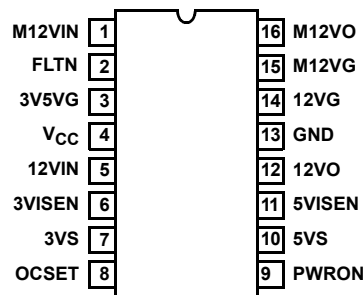 M12VIN 1 16 M12VO
FLTN 2 15 M12VG
3V5VG 3 14 12VG
VCC 4 13 GND
12VIN 5 12 12VO
3VISEN 6 11 5VISEN
3VS 7 10 5VS
OCSET 8 9 PWRON